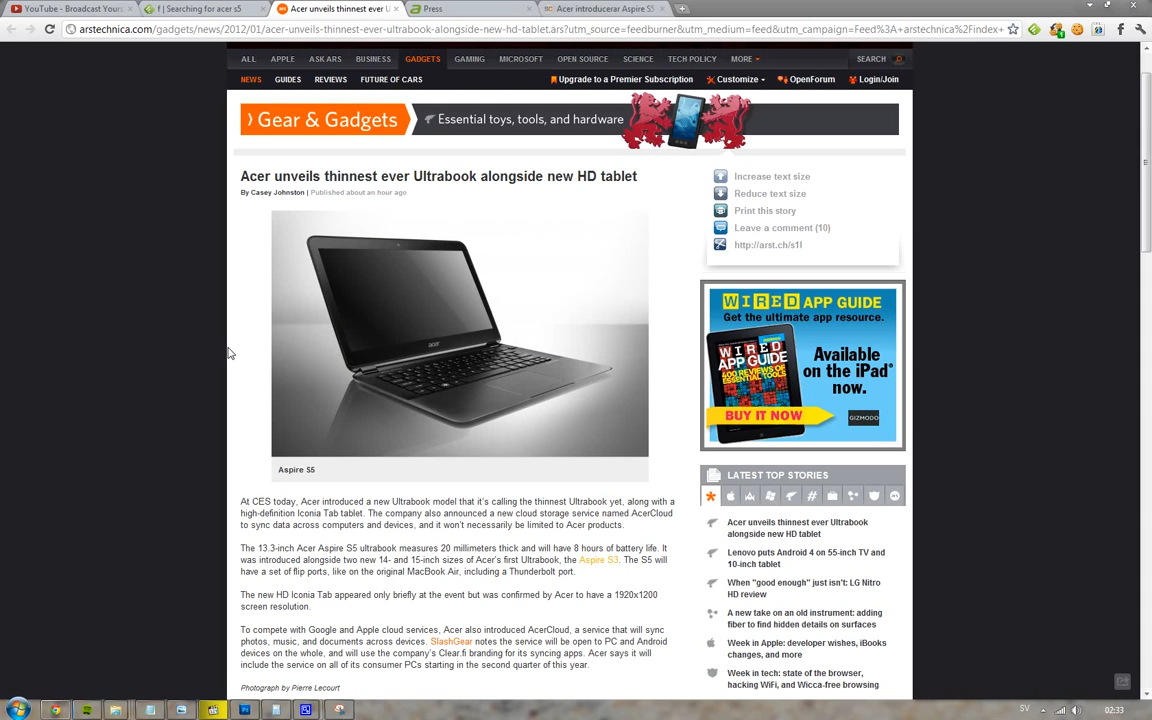 YouTube - Broadcast Yours
f | Searching for acer s5
Acer unveils thinnest ever U
Press
Acer introducerar Aspire S5
arstechnica.com/gadgets/news/2012/01/acer-unveils-thinnest-ever-ultrabook-alongside-new-hd-tablet.ars?utm_source=feedburner&utm_medium=feed&utm_campaign=Feed%3A+arstechnica%2Findex+
ALL APPLE ASK ARS BUSINESS GADGETS GAMING MICROSOFT OPEN SOURCE SCIENCE TECH POLICY MORE SEARCH
NEWS GUIDES REVIEWS FUTURE OF CARS Upgrade to a Premier Subscription Customize OpenForum Login/Join
Gear & Gadgets Essential toys, tools, and hardware
Acer unveils thinnest ever Ultrabook alongside new HD tablet
By Casey Johnston | Published about an hour ago
Increase text size
Reduce text size
Print this story
Leave a comment (10)
http://arst.ch/s1l
acer
Aspire S5
At CES today, Acer introduced a new Ultrabook model that it's calling the thinnest Ultrabook yet, along with a
high-definition Iconia Tab tablet. The company also announced a new cloud storage service named AcerCloud
to sync data across computers and devices, and it won't necessarily be limited to Acer products.
The 13.3-inch Acer Aspire S5 ultrabook measures 20 millimeters thick and will have 8 hours of battery life. It
was introduced alongside two new 14- and 15-inch sizes of Acer's first Ultrabook, the Aspire S3. The S5 will
have a set of flip ports, like on the original MacBook Air, including a Thunderbolt port.
The new HD Iconia Tab appeared only briefly at the event but was confirmed by Acer to have a 1920x1200
screen resolution.
To compete with Google and Apple cloud services, Acer also introduced AcerCloud, a service that will sync
photos, music, and documents across devices. SlashGear notes the service will be open to PC and Android
devices on the whole, and will use the company's Clear.fi branding for its syncing apps. Acer says it will
include the service on all of its consumer PCs starting in the second quarter of this year.
Photograph by Pierre Lecourt
WIRED APP GUIDE
Get the ultimate app resource.
WIRED
APP GUIDE
400 REVIEWS OF
ESSENTIAL TOOLS
Available
on the iPad
now.
BUY IT NOW
GIZMODO
LATEST TOP STORIES
Acer unveils thinnest ever Ultrabook
alongside new HD tablet
Lenovo puts Android 4 on 55-inch TV and
10-inch tablet
When "good enough" just isn't: LG Nitro
HD review
A new take on an old instrument: adding
fiber to find hidden details on surfaces
Week in Apple: developer wishes, iBooks
changes, and more
Week in tech: state of the browser,
hacking WiFi, and Wicca-free browsing
SV
02:33